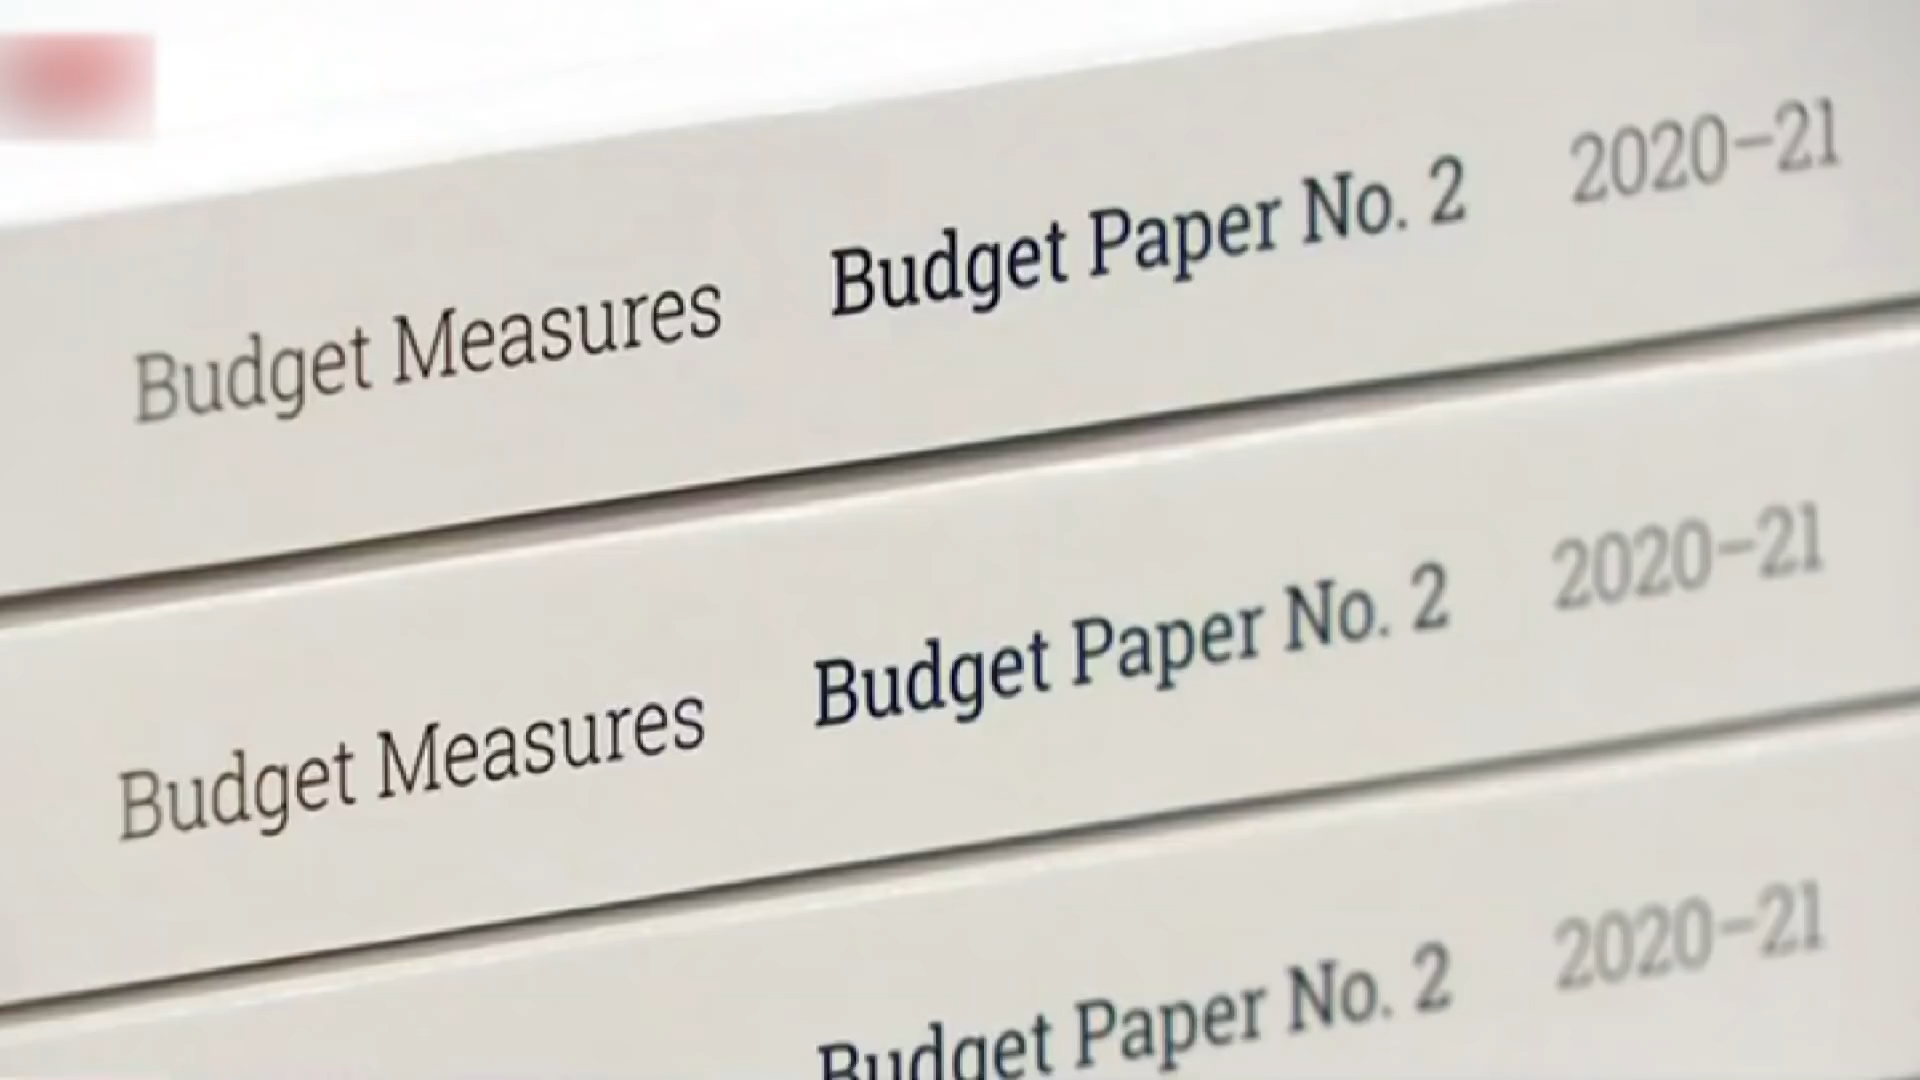 Budget Measures Budget Paper No. 2 2020–21
Budget Measures Budget Paper No. 2 2020–21
Budget Paper No. 2 2020–21